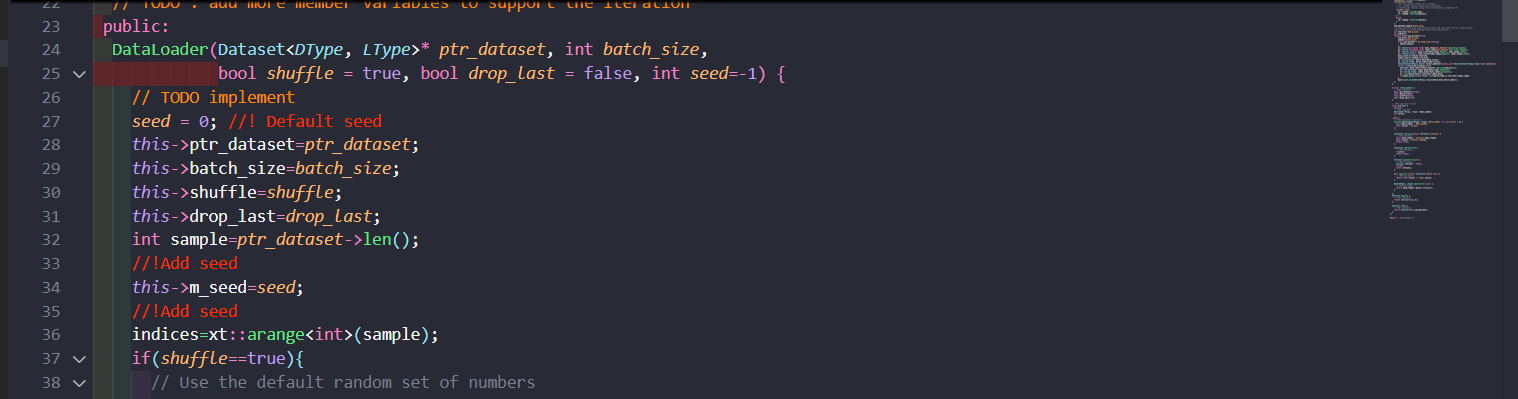 22 // TODO : add more member variables to support the iteration
23 public:
24 DataLoader(Dataset<DType, LType>* ptr_dataset, int batch_size,
25 bool shuffle = true, bool drop_last = false, int seed=-1) {
26 // TODO implement
27 seed = 0; //! Default seed
28 this->ptr_dataset=ptr_dataset;
29 this->batch_size=batch_size;
30 this->shuffle=shuffle;
31 this->drop_last=drop_last;
32 int sample=ptr_dataset->len();
33 //!Add seed
34 this->m_seed=seed;
35 //!Add seed
36 indices=xt::arange<int>(sample);
37 if(shuffle==true){
38 // Use the default random set of numbers